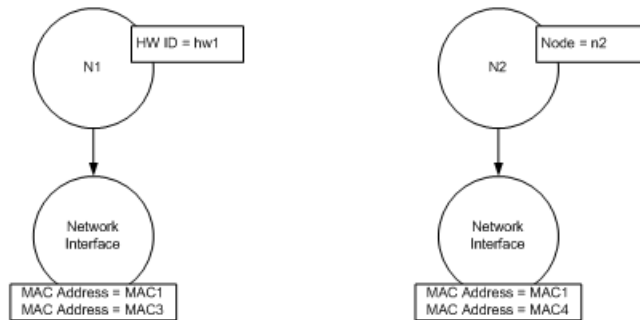 HW ID = hw1
N1
Network
Interface
MAC Address = MAC1
MAC Address = MAC3
Node = n2
N2
Network
Interface
MAC Address = MAC1
MAC Address = MAC4